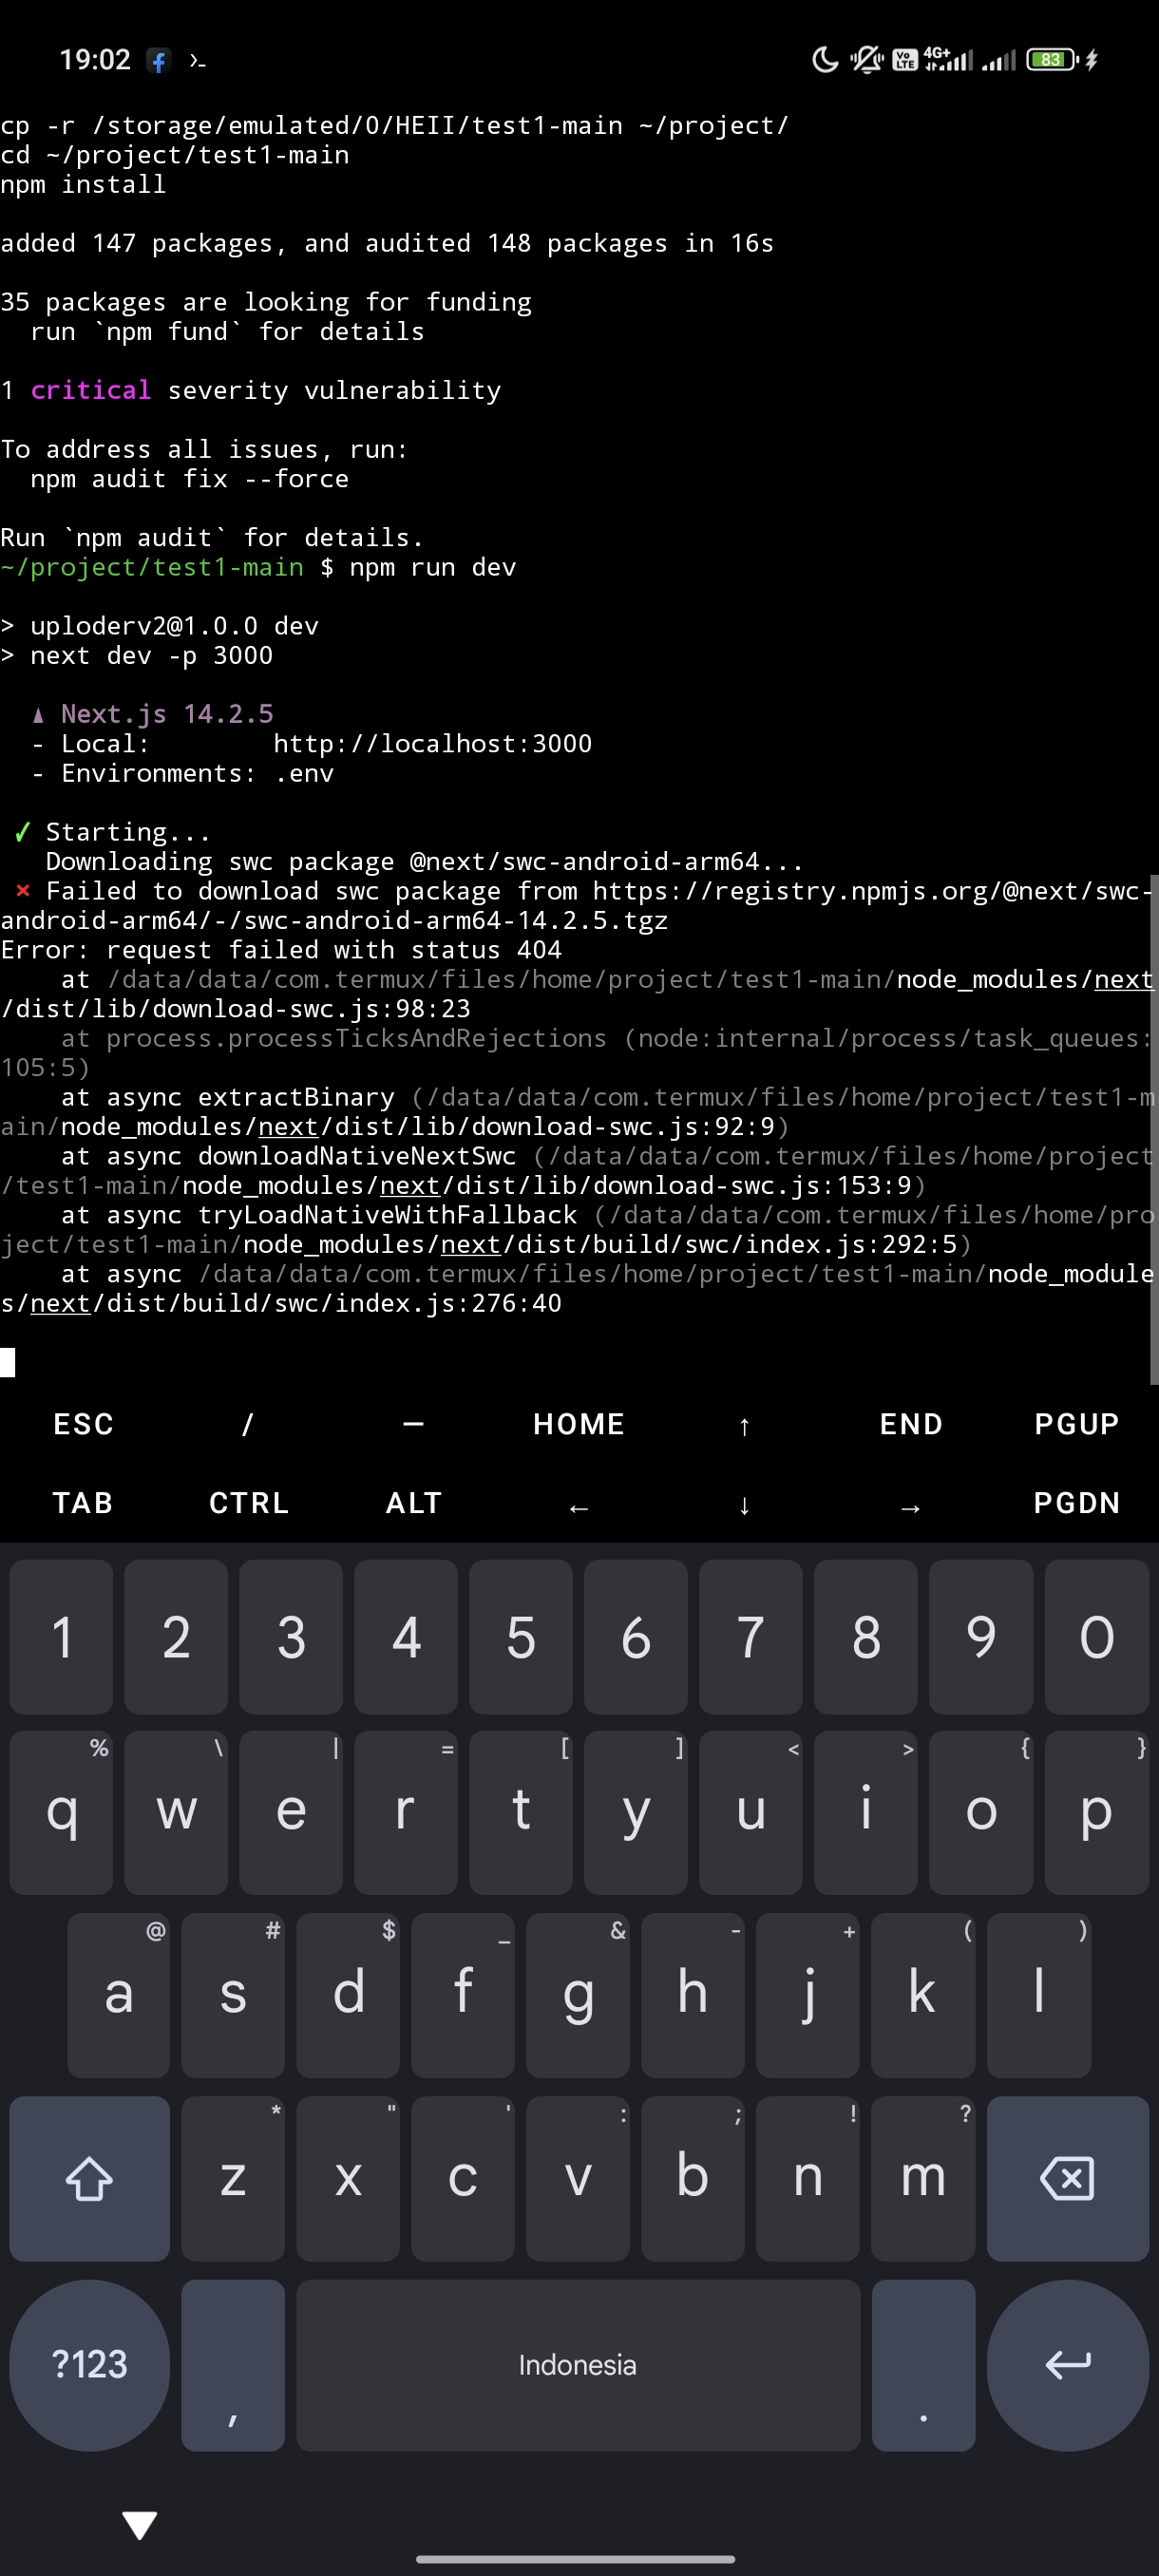 19:02
Vo LTE 4G+ 83
cp -r /storage/emulated/0/HEII/test1-main ~/project/
cd ~/project/test1-main
npm install
added 147 packages, and audited 148 packages in 16s
35 packages are looking for funding
run `npm fund` for details
1 critical severity vulnerability
To address all issues, run:
npm audit fix --force
Run `npm audit` for details.
~/project/test1-main $ npm run dev
> uploderv2@1.0.0 dev
> next dev -p 3000
▲ Next.js 14.2.5
- Local: http://localhost:3000
- Environments: .env
✓ Starting...
Downloading swc package @next/swc-android-arm64...
⨯ Failed to download swc package from https://registry.npmjs.org/@next/swc-
android-arm64/-/swc-android-arm64-14.2.5.tgz
Error: request failed with status 404
at /data/data/com.termux/files/home/project/test1-main/node_modules/next
/dist/lib/download-swc.js:98:23
at process.processTicksAndRejections (node:internal/process/task_queues:
105:5)
at async extractBinary (/data/data/com.termux/files/home/project/test1-m
ain/node_modules/next/dist/lib/download-swc.js:92:9)
at async downloadNativeNextSwc (/data/data/com.termux/files/home/project
/test1-main/node_modules/next/dist/lib/download-swc.js:153:9)
at async tryLoadNativeWithFallback (/data/data/com.termux/files/home/pro
ject/test1-main/node_modules/next/dist/build/swc/index.js:292:5)
at async /data/data/com.termux/files/home/project/test1-main/node_module
s/next/dist/build/swc/index.js:276:40
ESC / — HOME ↑ END PGUP
TAB CTRL ALT ← ↓ → PGDN
1 2 3 4 5 6 7 8 9 0
% \ | = [ ] < > { }
q w e r t y u i o p
@ # $ _ & - + ( )
a s d f g h j k l
* " ' : ; ! ?
z x c v b n m
?123 , Indonesia .